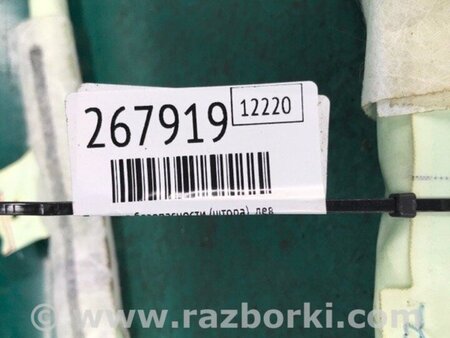 267919
12220
безопасности (штора), лев
© www.razborki.com